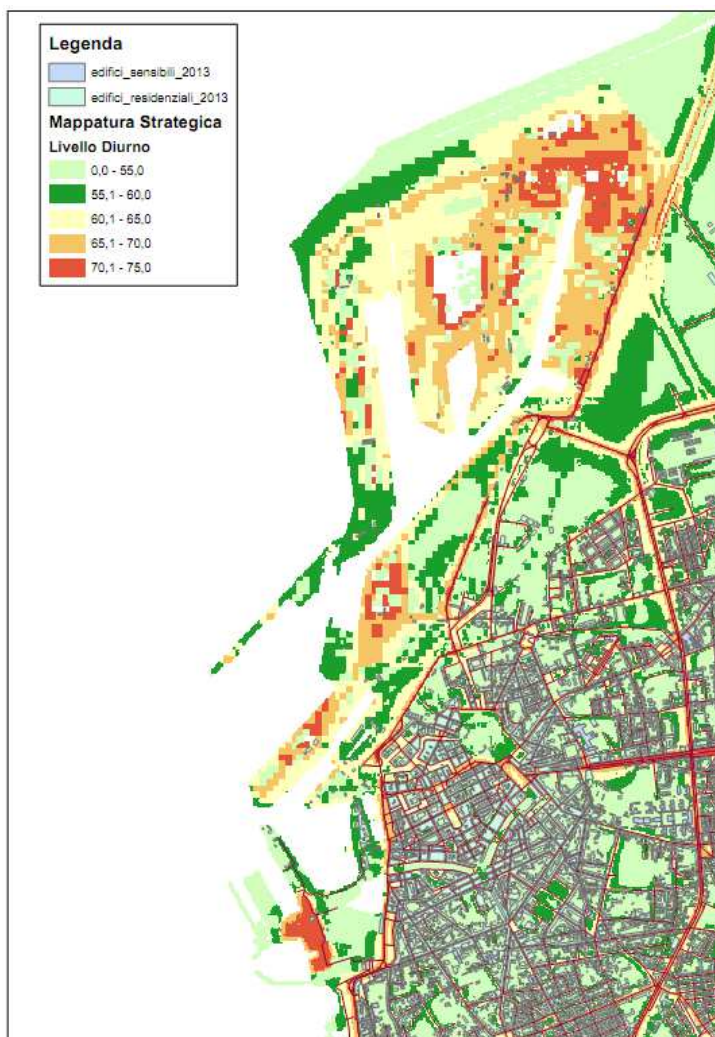 Legenda
edifici_sensibili_2013
edifici_residenziali_2013
Mappatura Strategica
Livello Diurno
0,0 - 55,0
55,1 - 60,0
60,1 - 65,0
65,1 - 70,0
70,1 - 75,0